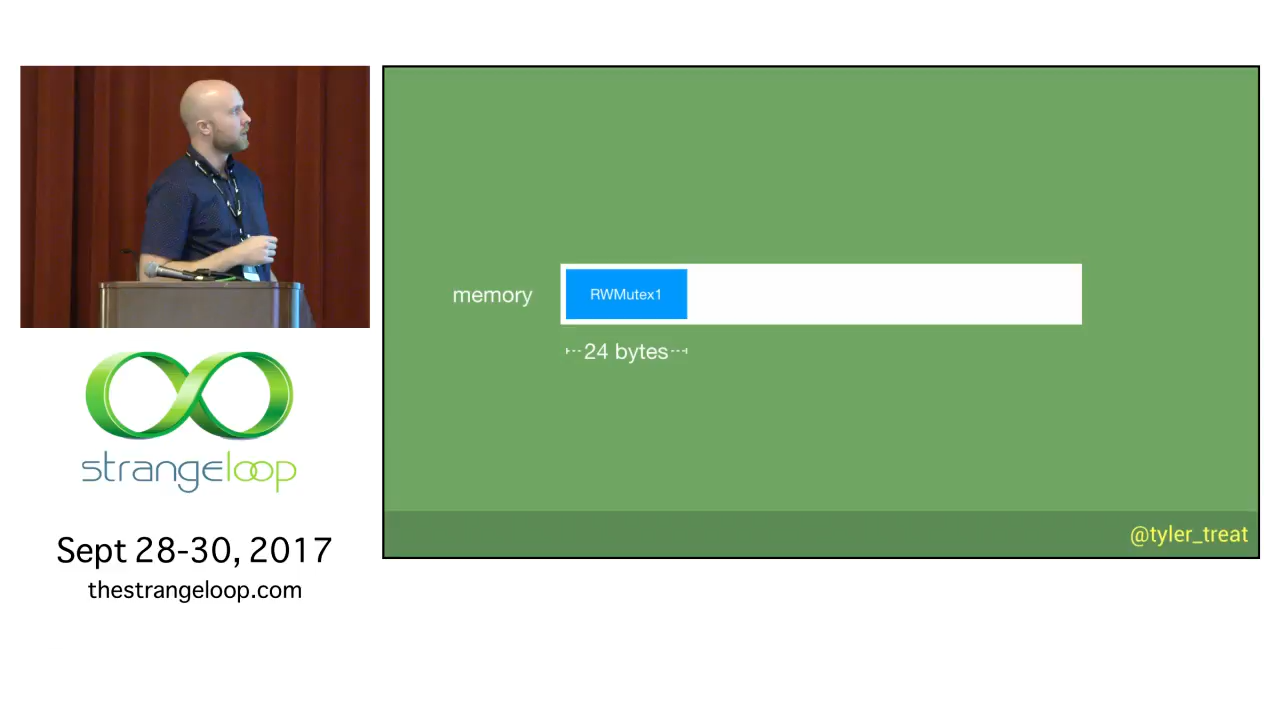 memory
RWMutex1
24 bytes
@tyler_treat
strangeloop
Sept 28-30, 2017
thestrangeloop.com